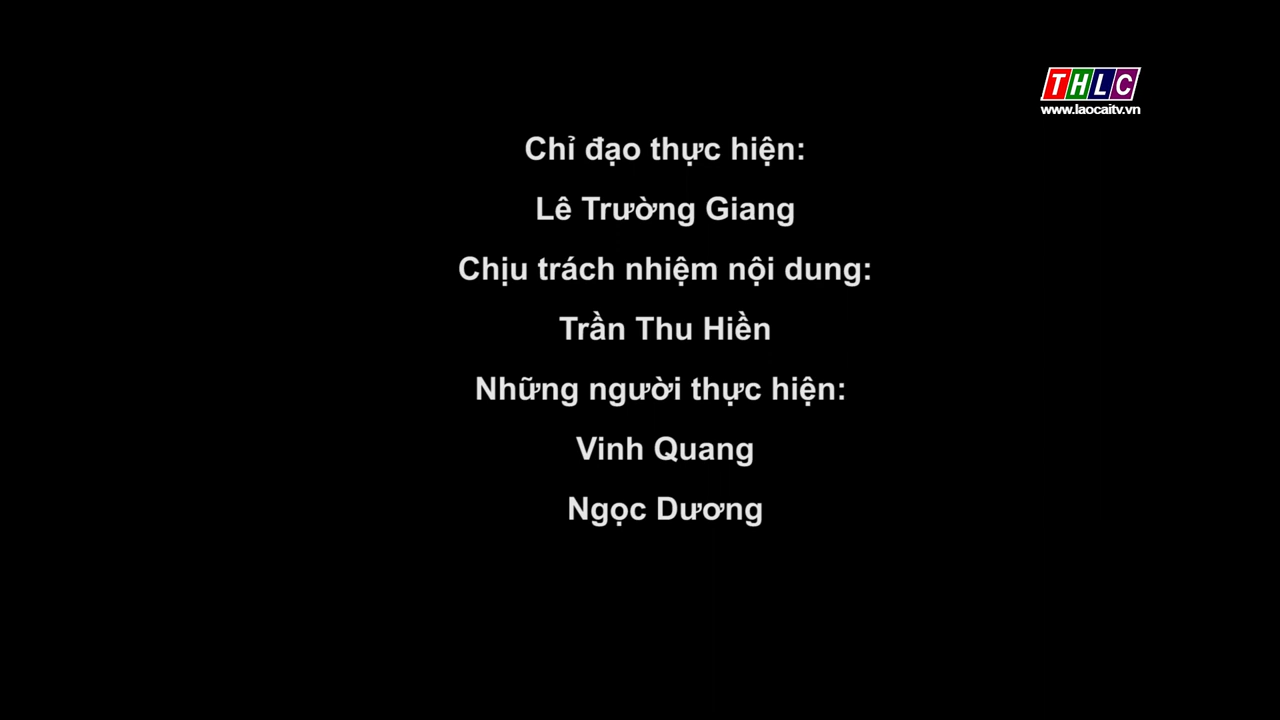 THLC
www.laocaitv.vn
Chỉ đạo thực hiện:
Lê Trường Giang
Chịu trách nhiệm nội dung:
Trần Thu Hiền
Những người thực hiện:
Vinh Quang
Ngọc Dương